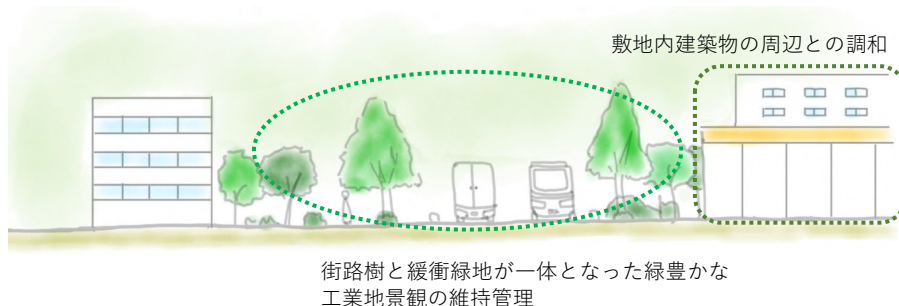 敷地内建築物の周辺との調和
街路樹と緩衝緑地が一体となった緑豊かな
工業地景観の維持管理